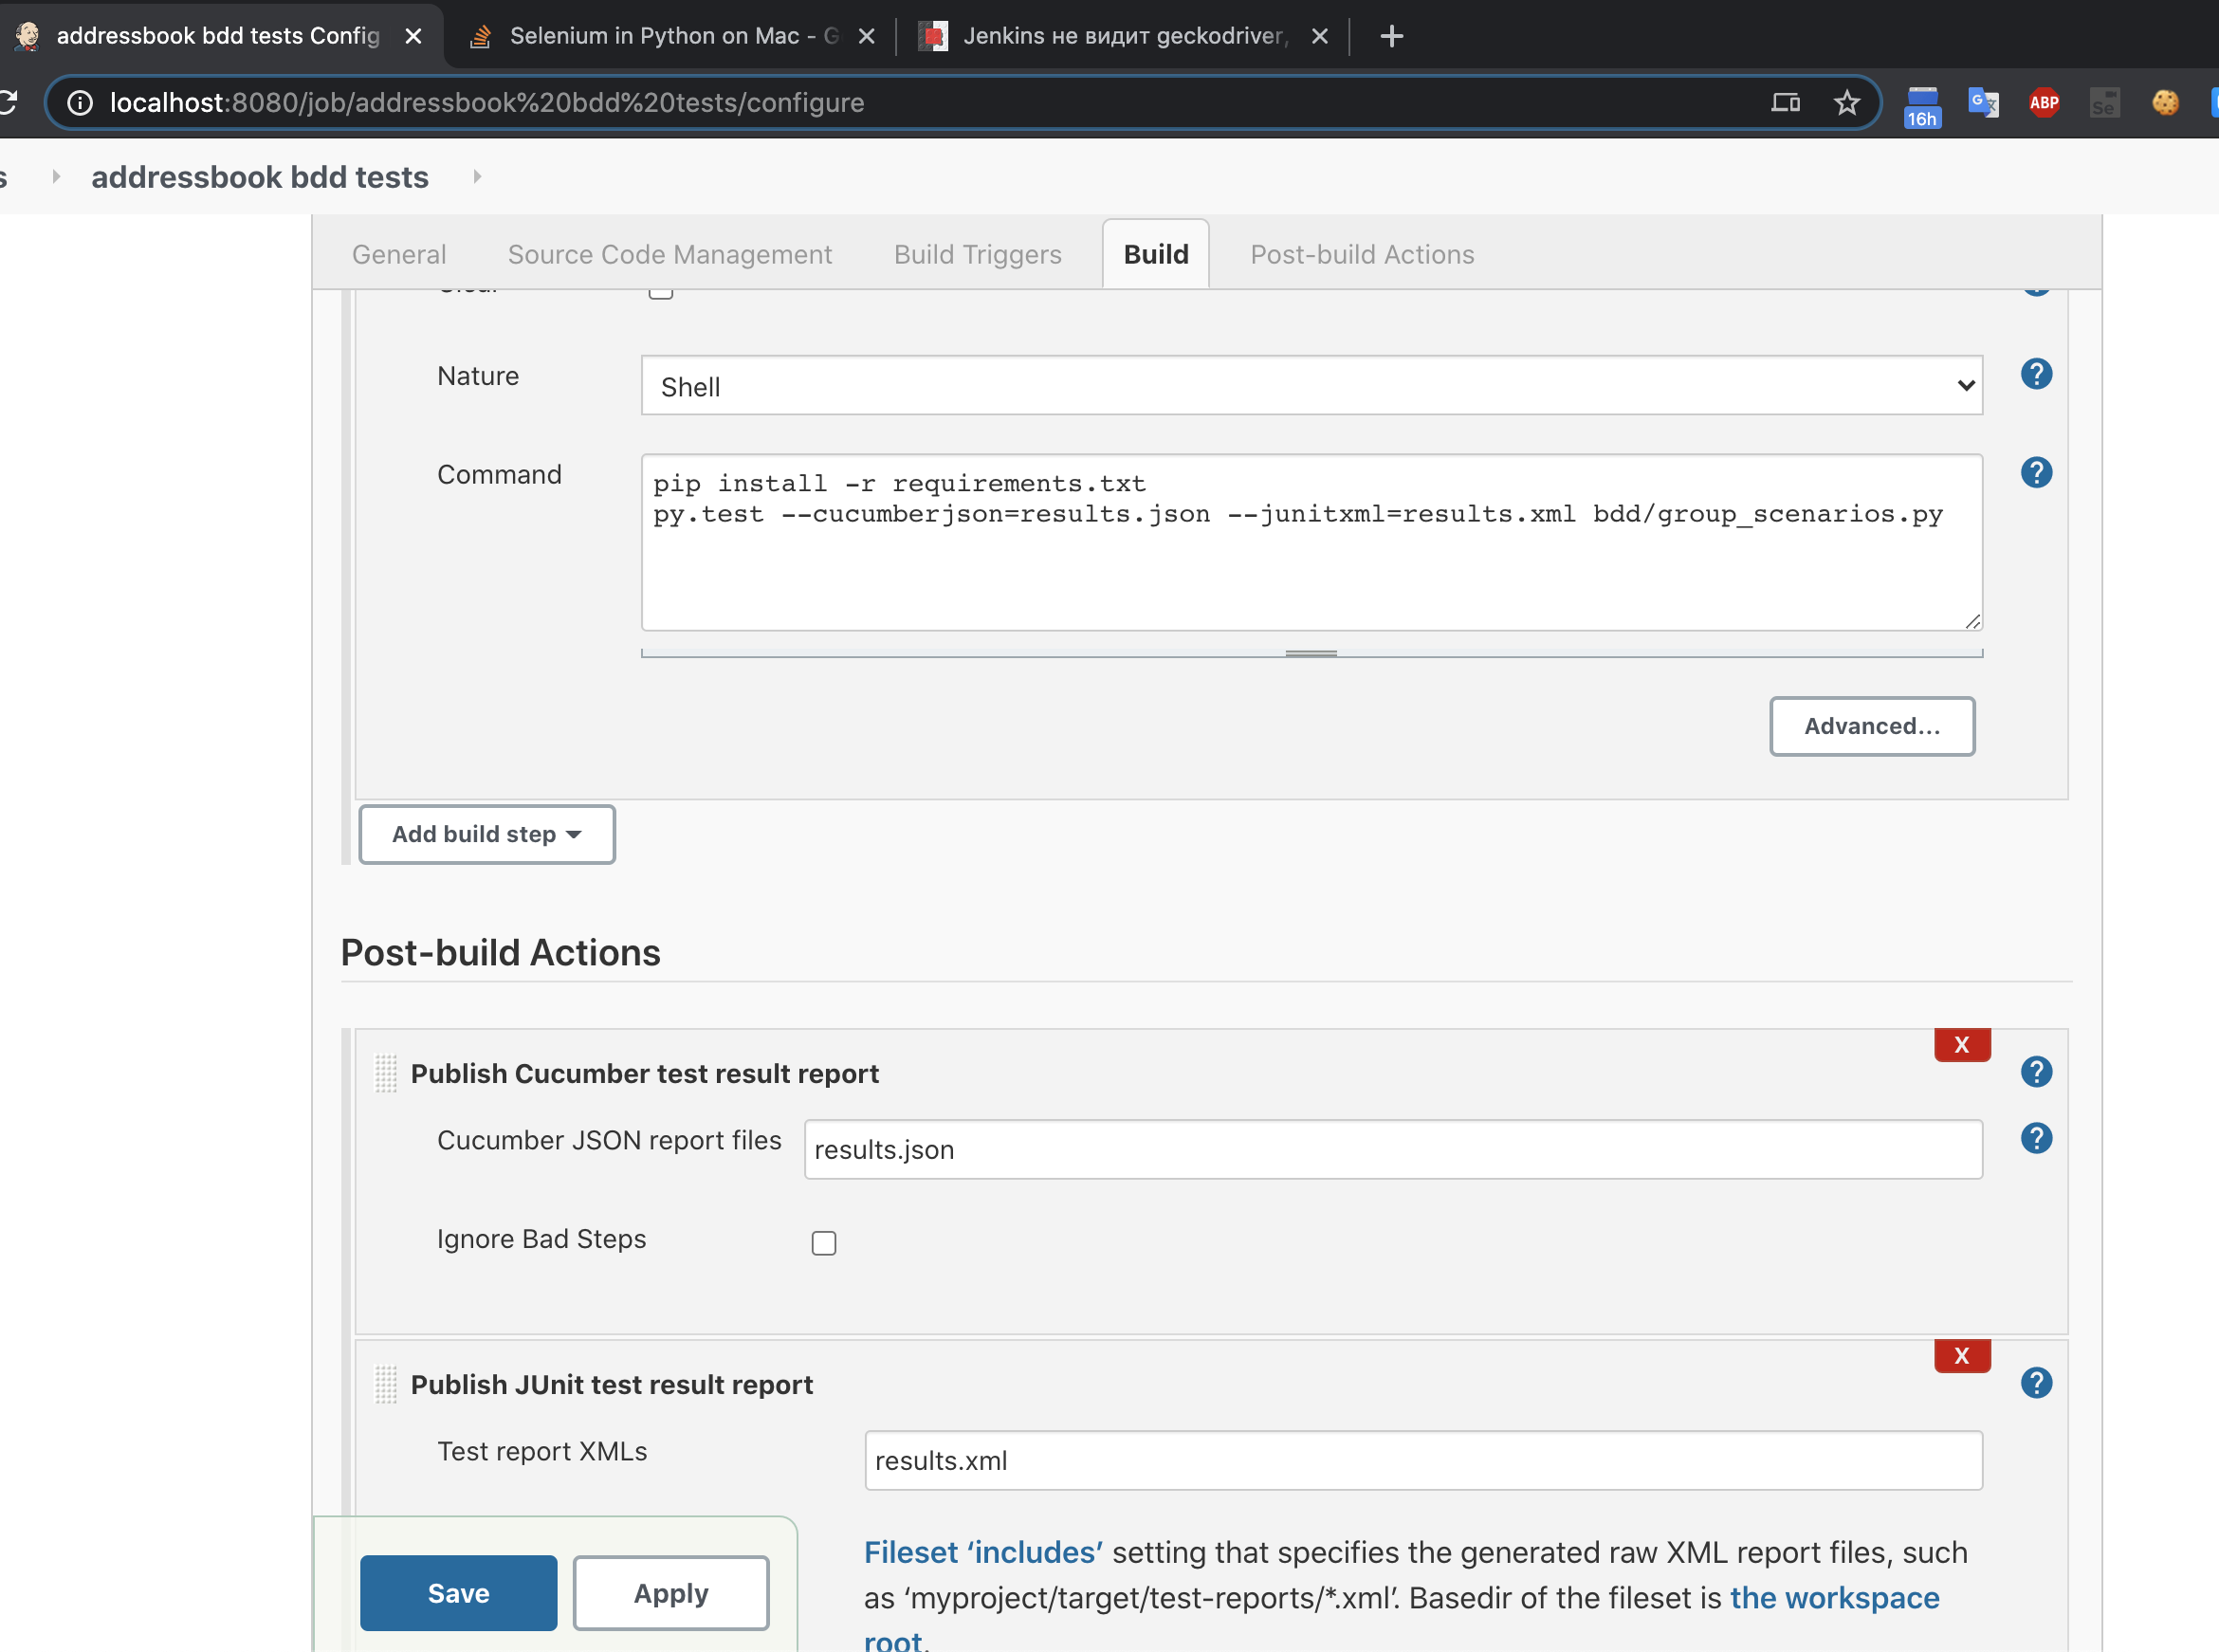 addressbook bdd tests Config
Selenium in Python on Mac - G
Jenkins не видит geckodriver,
localhost:8080/job/addressbook%20bdd%20tests/configure
16h
ABP
Se
s
addressbook bdd tests
General
Source Code Management
Build Triggers
Build
Post-build Actions
Nature
Shell
Command
pip install -r requirements.txt
py.test --cucumberjson=results.json --junitxml=results.xml bdd/group_scenarios.py
Advanced...
Add build step
Post-build Actions
X
Publish Cucumber test result report
Cucumber JSON report files
results.json
Ignore Bad Steps
X
Publish JUnit test result report
Test report XMLs
results.xml
Fileset ‘includes’ setting that specifies the generated raw XML report files, such
as ‘myproject/target/test-reports/*.xml’. Basedir of the fileset is the workspace
root.
Save
Apply